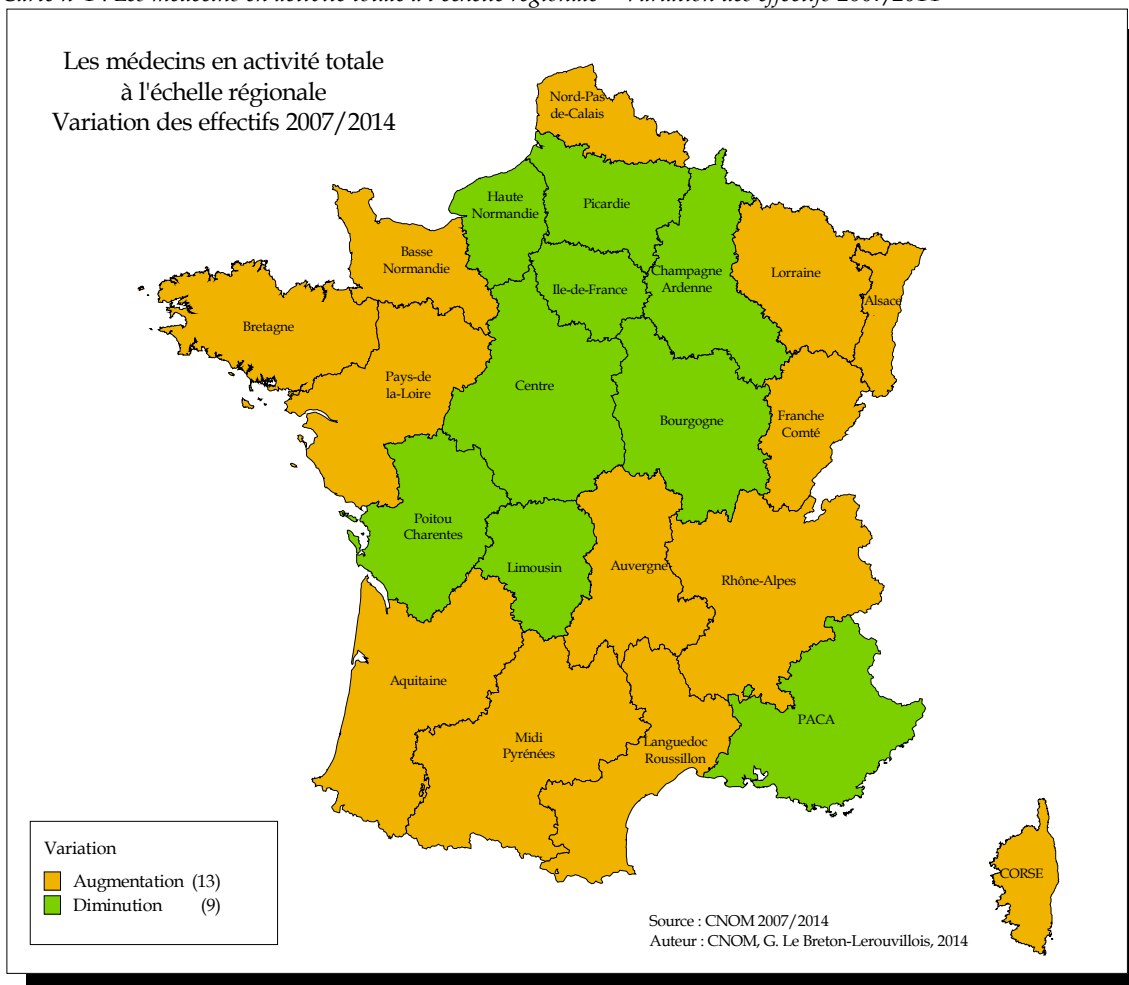 Les médecins en activité totale
à l'échelle régionale
Variation des effectifs 2007/2014
Nord-Pas-
de-Calais
Haute
Normandie
Picardie
Basse
Normandie
Ile-de-France
Champagne
Ardenne
Lorraine
Alsace
Bretagne
Pays-de
la-Loire
Centre
Bourgogne
Franche
Comté
Poitou
Charentes
Limousin
Auvergne
Rhône-Alpes
Aquitaine
Midi
Pyrénées
Languedoc
Roussillon
PACA
CORSE
Variation
Augmentation (13)
Diminution (9)
Source : CNOM 2007/2014
Auteur : CNOM, G. Le Breton-Lerouvillois, 2014